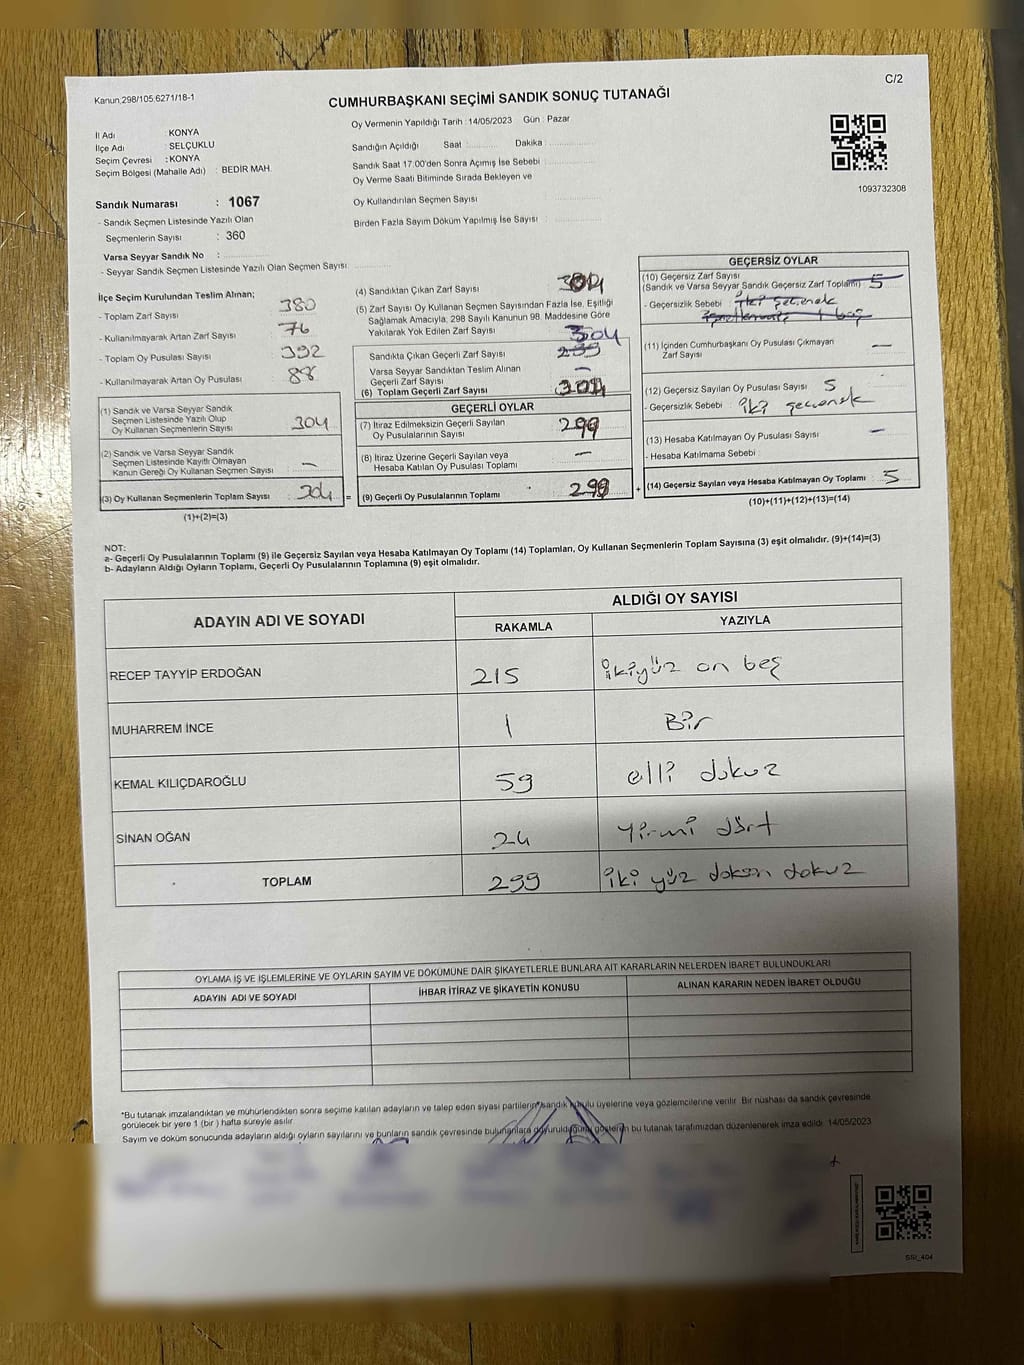 C/2
Kanun,298/105,6271/18-1
CUMHURBAŞKANI SEÇİMİ SANDIK SONUÇ TUTANAĞI
İl Adı : KONYA
İlçe Adı : SELÇUKLU
Seçim Çevresi : KONYA
Seçim Bölgesi (Mahalle Adı) : BEDİR MAH.
Sandık Numarası : 1067
- Sandık Seçmen Listesinde Yazılı Olan
Seçmenlerin Sayısı : 360
Varsa Seyyar Sandık No :
- Seyyar Sandık Seçmen Listesinde Yazılı Olan Seçmen Sayısı:
Oy Vermenin Yapıldığı Tarih : 14/05/2023 Gün : Pazar
Sandığın Açıldığı Saat : Dakika :
Sandık Saat 17.00'den Sonra Açımış İse Sebebi :
Oy Verme Saati Bitiminde Sırada Bekleyen ve
Oy Kullandırılan Seçmen Sayısı :
Birden Fazla Sayım Döküm Yapılmış İse Sayısı :
1093732308
İlçe Seçim Kurulundan Teslim Alınan;
- Toplam Zarf Sayısı : 380
- Kullanılmayarak Artan Zarf Sayısı : 76
- Toplam Oy Pusulası Sayısı : 392
- Kullanılmayarak Artan Oy Pusulası : 88
(1) Sandık ve Varsa Seyyar Sandık
Seçmen Listesinde Yazılı Olup
Oy Kullanan Seçmenlerin Sayısı : 304
(2) Sandık ve Varsa Seyyar Sandık
Seçmen Listesinde Kayıtlı Olmayan
Kanun Gereği Oy Kullanan Seçmen Sayısı : -
(3) Oy Kullanan Seçmenlerin Toplam Sayısı : 304 =
(1)+(2)=(3)
(4) Sandıktan Çıkan Zarf Sayısı : 304
(5) Zarf Sayısı Oy Kullanan Seçmen Sayısından Fazla İse, Eşitliği
Sağlamak Amacıyla, 298 Sayılı Kanunun 98. Maddesine Göre
Yakılarak Yok Edilen Zarf Sayısı :
304
Sandıkta Çıkan Geçerli Zarf Sayısı : 299
Varsa Seyyar Sandıktan Teslim Alınan
Geçerli Zarf Sayısı : -
(6) Toplam Geçerli Zarf Sayısı : 304
GEÇERLİ OYLAR
(7) İtiraz Edilmeksizin Geçerli Sayılan
Oy Pusulalarının Sayısı : 299
(8) İtiraz Üzerine Geçerli Sayılan veya
Hesaba Katılan Oy Pusulası Toplamı : -
(9) Geçerli Oy Pusulalarının Toplamı : 299 +
GEÇERSİZ OYLAR
(10) Geçersiz Zarf Sayısı
(Sandık ve Varsa Seyyar Sandık Geçersiz Zarf Toplamı) : 5
- Geçersizlik Sebebi : iki seçenek
1 boş
(11) İçinden Cumhurbaşkanı Oy Pusulası Çıkmayan
Zarf Sayısı : -
(12) Geçersiz Sayılan Oy Pusulası Sayısı : 5
- Geçersizlik Sebebi : iki seçenek
(13) Hesaba Katılmayan Oy Pusulası Sayısı : -
- Hesaba Katılmama Sebebi :
(14) Geçersiz Sayılan veya Hesaba Katılmayan Oy Toplamı : 5
(10)+(11)+(12)+(13)=(14)
NOT:
a- Geçerli Oy Pusulalarının Toplamı (9) ile Geçersiz Sayılan veya Hesaba Katılmayan Oy Toplamı (14) Toplamları, Oy Kullanan Seçmenlerin Toplam Sayısına (3) eşit olmalıdır. (9)+(14)=(3)
b- Adayların Aldığı Oyların Toplamı, Geçerli Oy Pusulalarının Toplamına (9) eşit olmalıdır.
ADAYIN ADI VE SOYADI ALDIĞI OY SAYISI
RAKAMLA YAZIYLA
RECEP TAYYİP ERDOĞAN 215 ikiyüz on beş
MUHARREM İNCE 1 Bir
KEMAL KILIÇDAROĞLU 59 elli dokuz
SİNAN OĞAN 24 Yirmi dört
TOPLAM 299 iki yüz doksan dokuz
OYLAMA İŞ VE İŞLEMLERİNE VE OYLARIN SAYIM VE DÖKÜMÜNE DAİR ŞİKAYETLERLE BUNLARA AİT KARARLARIN NELERDEN İBARET BULUNDUKLARI
ADAYIN ADI VE SOYADI İHBAR İTİRAZ VE ŞİKAYETİN KONUSU ALINAN KARARIN NEDEN İBARET OLDUĞU
*Bu tutanak imzalandıktan ve mühürlendikten sonra seçime katılan adayların ve talep eden siyasi partilerin sandık kurulu üyelerine veya gözlemcilerine verilir. Bir nüshası da sandık çevresinde
görülecek bir yere 1 (bir ) hafta süreyle asılır.
Sayım ve döküm sonucunda adayların aldığı oyların sayılarını ve bunların sandık çevresinde bulunanlara duyurulduğunu gösteren bu tutanak tarafımızdan düzenlenerek imza edildi. 14/05/2023
SSI_404